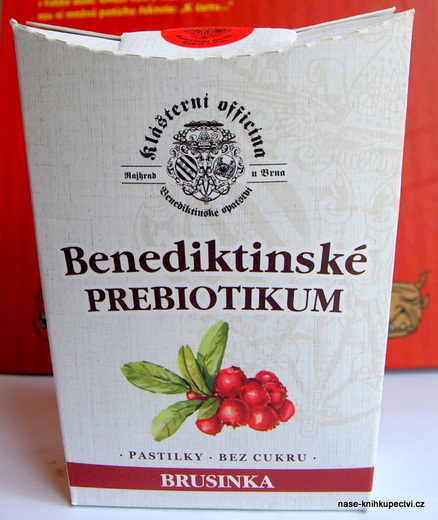 Klášterní officina
Rajhrad u Brna
Benediktinské opatství
Benediktinské
PREBIOTIKUM
· PASTILKY · BEZ CUKRU ·
BRUSINKA
nase-knihkupectvi.cz